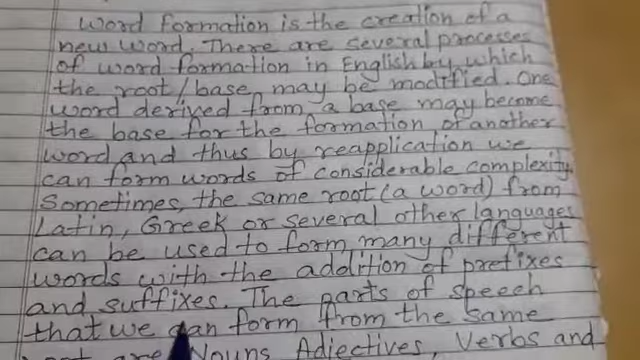 Word Formation is the creation of a
new word. There are several processes
of word formation in English by which
the root/base may be modified. One
word derived from a base may become
the base for the formation of another
word and thus by reapplication we
can form words of considerable complexity.
Sometimes, the same root (a word) from
Latin, Greek or several other languages
can be used to form many different
words with the addition of prefixes
and suffixes. The parts of speech
that we can form from the same
root are Nouns, Adjectives, Verbs and